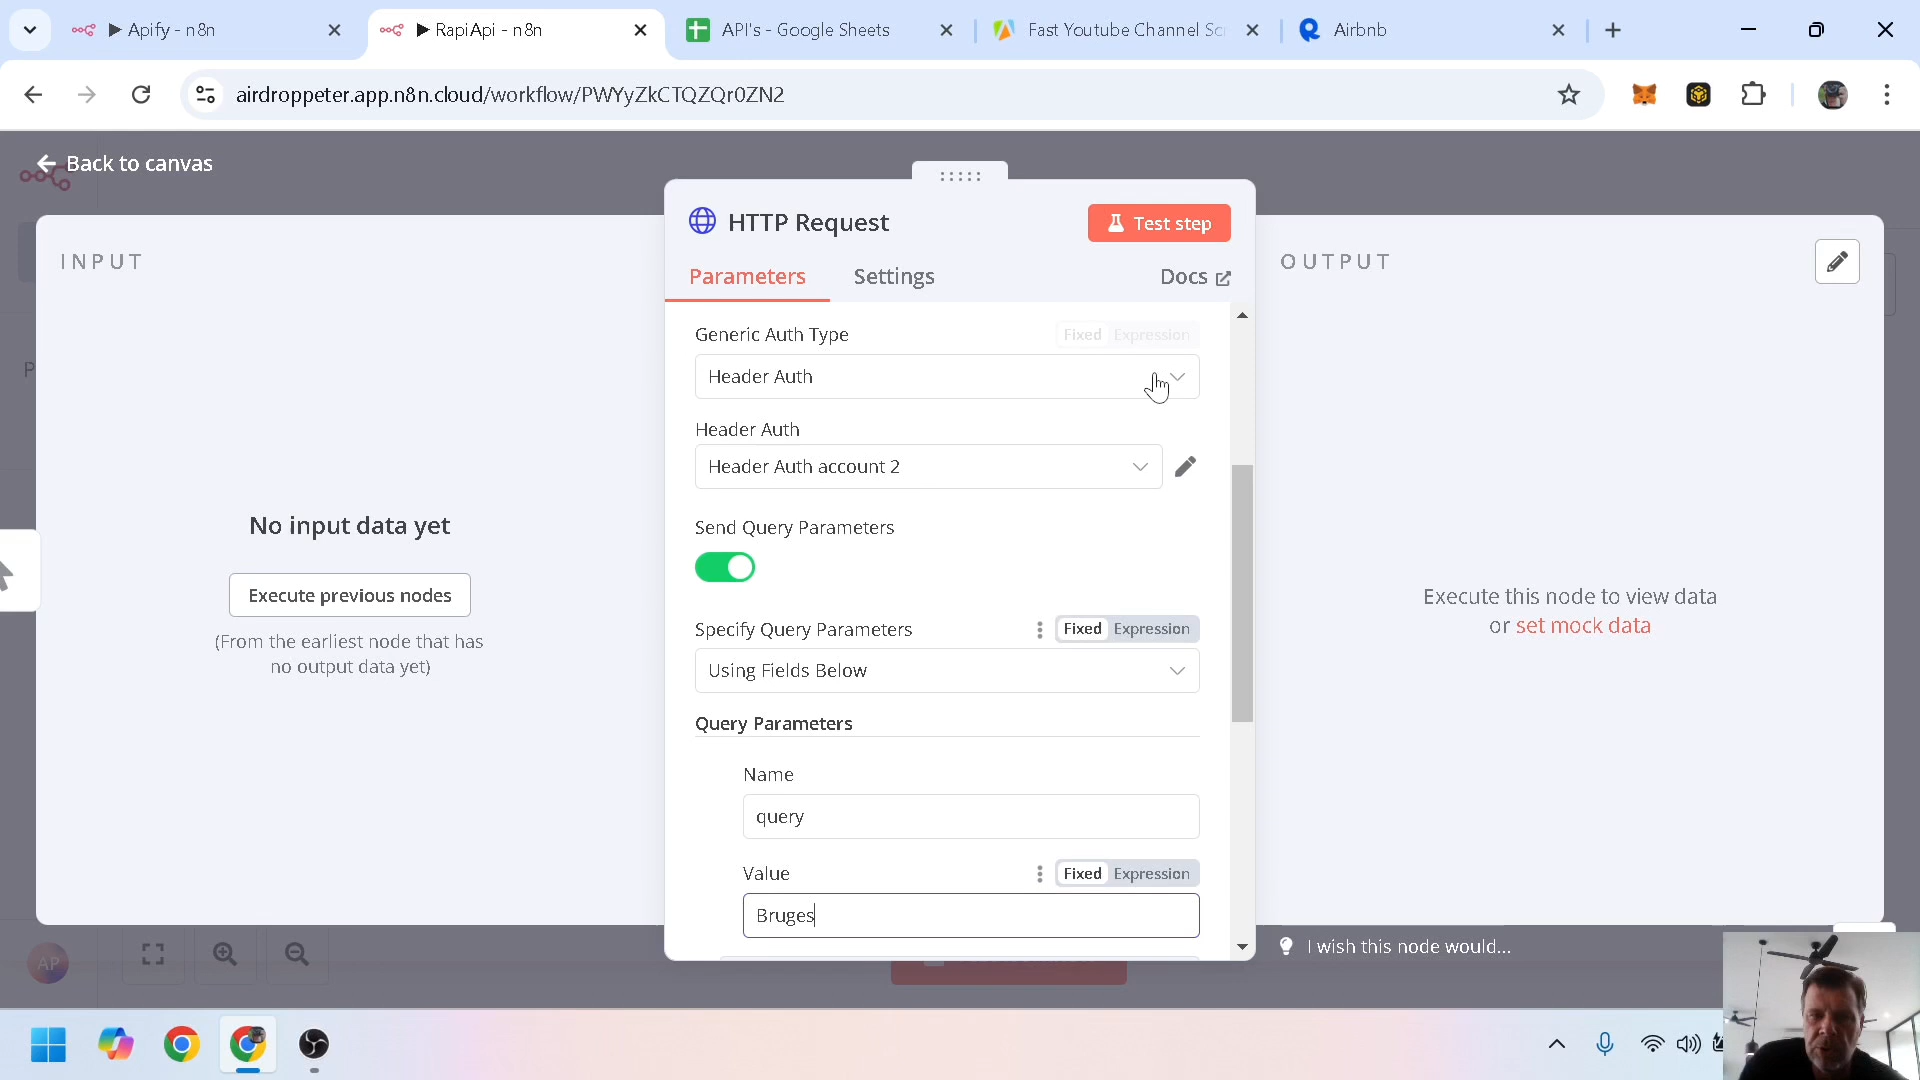 ▶ Apify - n8n
▶ RapiApi - n8n
API's - Google Sheets
Fast Youtube Channel Scr
Airbnb
airdroppeter.app.n8n.cloud/workflow/PWYyZkCTQZQr0ZN2
Back to canvas
HTTP Request
Test step
INPUT
OUTPUT
Parameters
Settings
Docs
Generic Auth Type
Fixed Expression
Header Auth
Header Auth
Header Auth account 2
Send Query Parameters
No input data yet
Execute previous nodes
(From the earliest node that has
no output data yet)
Execute this node to view data
or set mock data
Specify Query Parameters
Fixed Expression
Using Fields Below
Query Parameters
Name
query
Value
Fixed Expression
Bruges
I wish this node would...
AP